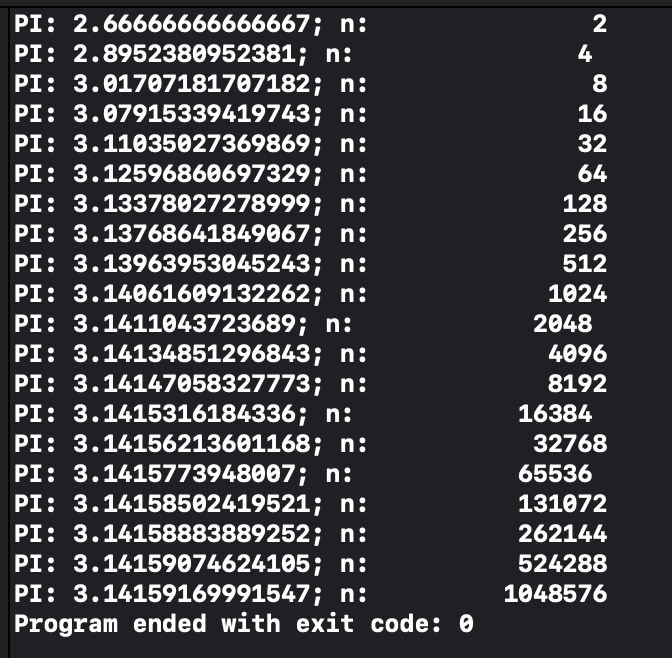 PI: 2.66666666666667; n: 2
PI: 2.8952380952381; n: 4
PI: 3.01707181707182; n: 8
PI: 3.07915339419743; n: 16
PI: 3.11035027369869; n: 32
PI: 3.12596860697329; n: 64
PI: 3.13378027278999; n: 128
PI: 3.13768641849067; n: 256
PI: 3.13963953045243; n: 512
PI: 3.14061609132262; n: 1024
PI: 3.1411043723689; n: 2048
PI: 3.14134851296843; n: 4096
PI: 3.14147058327773; n: 8192
PI: 3.1415316184336; n: 16384
PI: 3.14156213601168; n: 32768
PI: 3.1415773948007; n: 65536
PI: 3.14158502419521; n: 131072
PI: 3.14158883889252; n: 262144
PI: 3.14159074624105; n: 524288
PI: 3.14159169991547; n: 1048576
Program ended with exit code: 0